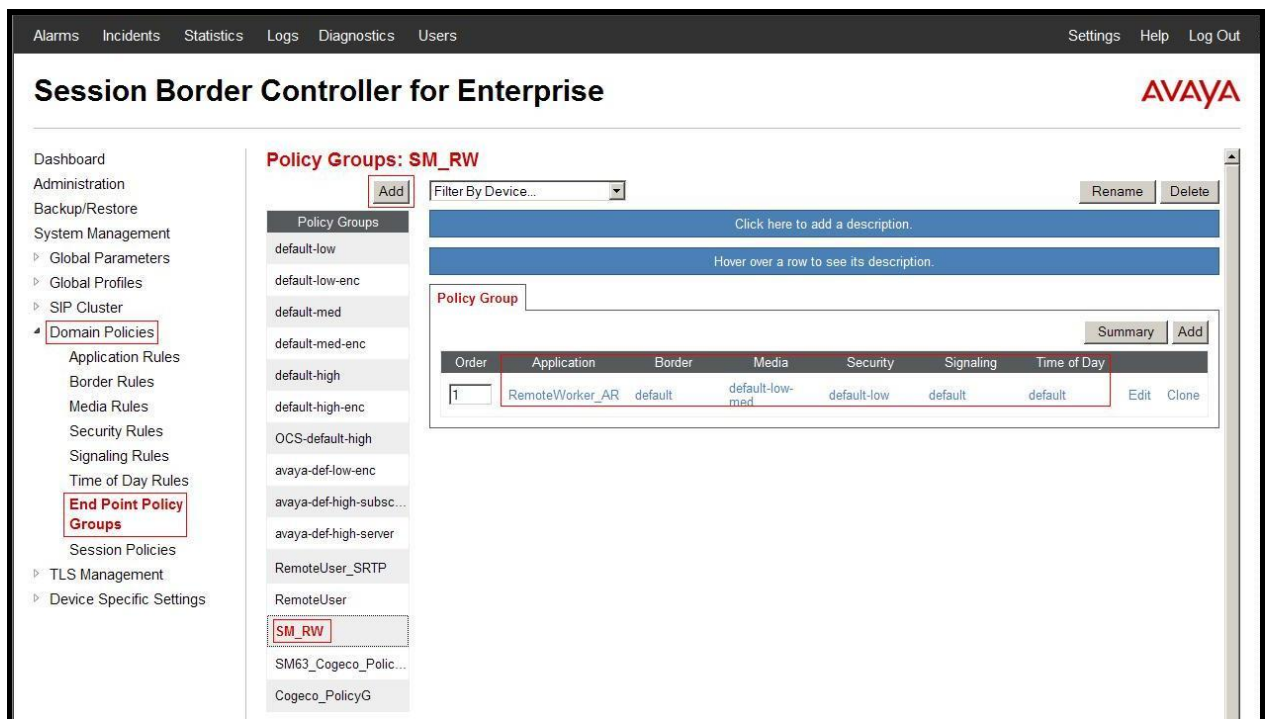 Alarms Incidents Statistics Logs Diagnostics Users Settings Help Log Out
Session Border Controller for Enterprise
AVAYA
Dashboard
Administration
Backup/Restore
System Management
Global Parameters
Global Profiles
SIP Cluster
Domain Policies
Application Rules
Border Rules
Media Rules
Security Rules
Signaling Rules
Time of Day Rules
End Point Policy
Groups
Session Policies
TLS Management
Device Specific Settings
Policy Groups: SM_RW
Add
Filter By Device...
Rename Delete
Policy Groups
default-low
default-low-enc
default-med
default-med-enc
default-high
default-high-enc
OCS-default-high
avaya-def-low-enc
avaya-def-high-subsc...
avaya-def-high-server
RemoteUser_SRTP
RemoteUser
SM_RW
SM63_Cogeco_Polic...
Cogeco_PolicyG
Click here to add a description.
Hover over a row to see its description.
Policy Group
Summary Add
Order Application Border Media Security Signaling Time of Day
1 RemoteWorker_AR default default-low-med default-low default default Edit Clone